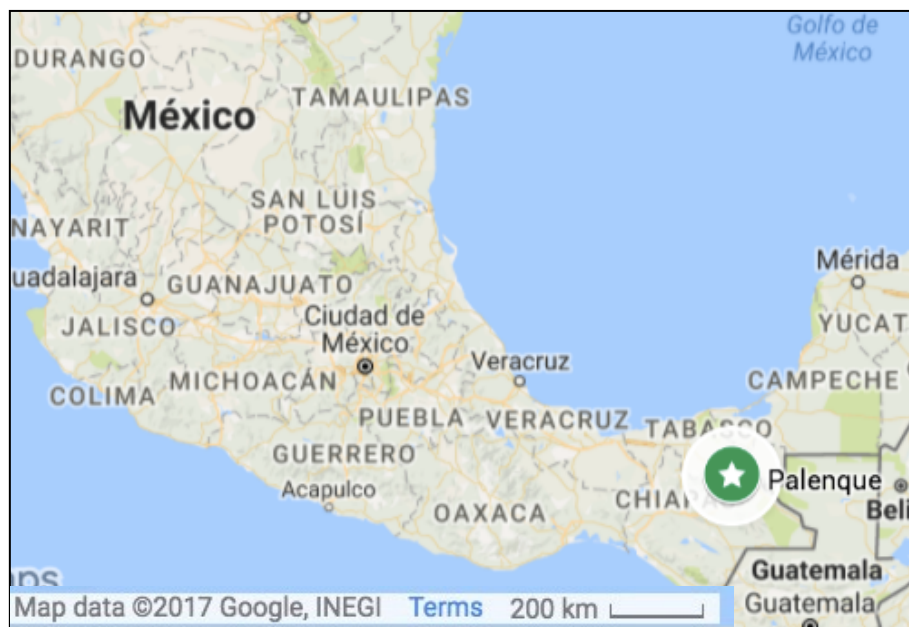 Golfo de
México
DURANGO
TAMAULIPAS
México
SAN LUIS
POTOSÍ
NAYARIT
Mérida
uadalajara
GUANAJUATO
Ciudad de
México
JALISCO
YUCAT
Veracruz
MICHOACÁN
CAMPECHE
COLIMA
PUEBLA
VERACRUZ
TABASCO
GUERRERO
Palenque
Acapulco
CHIAPA
OAXACA
Beli
Guatemala
Guatemala
aps
Map data ©2017 Google, INEGI Terms 200 km